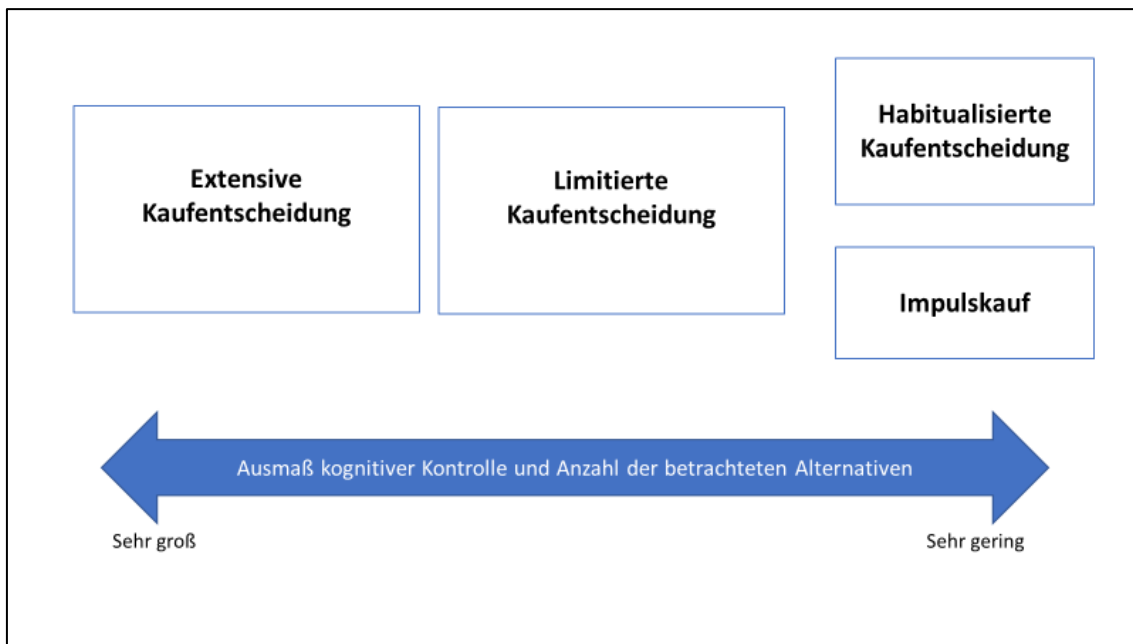 Extensive
Kaufentscheidung
Limitierte
Kaufentscheidung
Habitualisierte
Kaufentscheidung
Impulskauf
Ausmaß kognitiver Kontrolle und Anzahl der betrachteten Alternativen
Sehr groß
Sehr gering